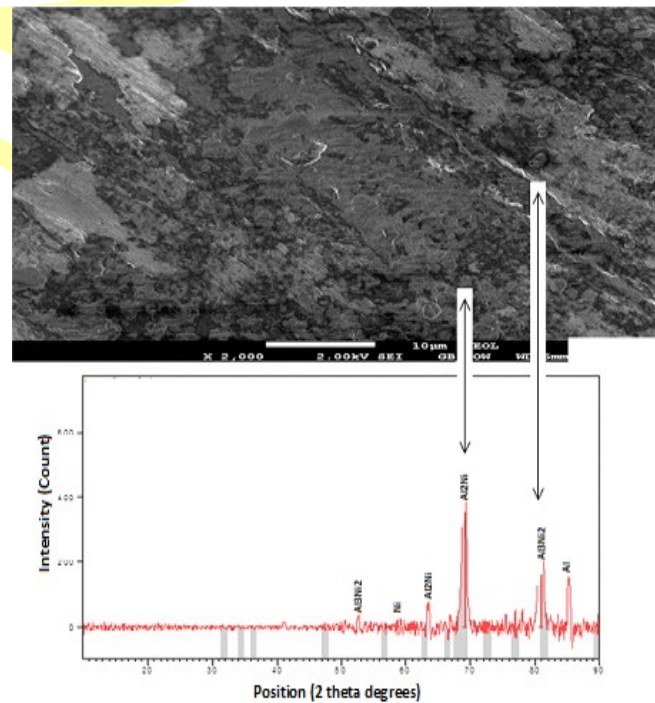 10µm JEOL
X 2,000 2.00kV SEI
Intensity (Count)
600
400
200
0
Al3Ni2
Ni
Al2Ni
Al2Ni
Al3Ni2
Al
20 30 40 50 60 70 80 90
Position (2 theta degrees)